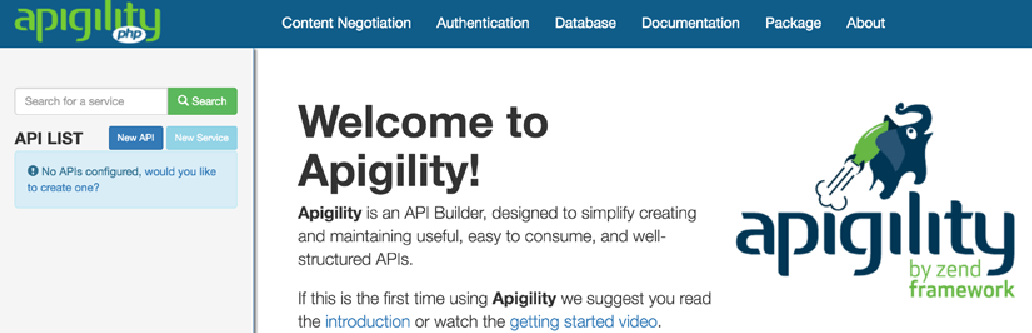 apigility
php
Content Negotiation Authentication Database Documentation Package About
Search for a service Search
API LIST New API New Service
No APIs configured, would you like
to create one?
Welcome to
Apigility!
Apigility is an API Builder, designed to simplify creating
and maintaining useful, easy to consume, and well-
structured APIs.
If this is the first time using Apigility we suggest you read
the introduction or watch the getting started video.
apigility
by zend
framework